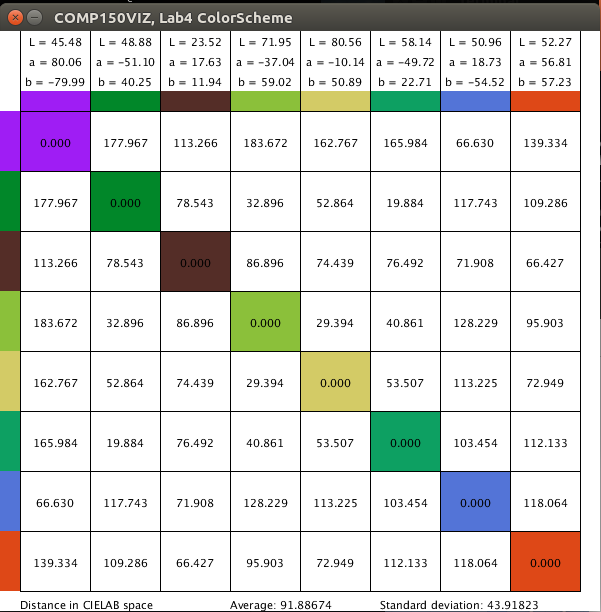 COMP150VIZ, Lab4 ColorScheme
L = 45.48 L = 48.88 L = 23.52 L = 71.95 L = 80.56 L = 58.14 L = 50.96 L = 52.27
a = 80.06 a = −51.10 a = 17.63 a = −37.04 a = −10.14 a = −49.72 a = 18.73 a = 56.81
b = −79.99 b = 40.25 b = 11.94 b = 59.02 b = 50.89 b = 22.71 b = −54.52 b = 57.23
0.000 177.967 113.266 183.672 162.767 165.984 66.630 139.334
177.967 0.000 78.543 32.896 52.864 19.884 117.743 109.286
113.266 78.543 0.000 86.896 74.439 76.492 71.908 66.427
183.672 32.896 86.896 0.000 29.394 40.861 128.229 95.903
162.767 52.864 74.439 29.394 0.000 53.507 113.225 72.949
165.984 19.884 76.492 40.861 53.507 0.000 103.454 112.133
66.630 117.743 71.908 128.229 113.225 103.454 0.000 118.064
139.334 109.286 66.427 95.903 72.949 112.133 118.064 0.000
Distance in CIELAB space Average: 91.88674 Standard deviation: 43.91823